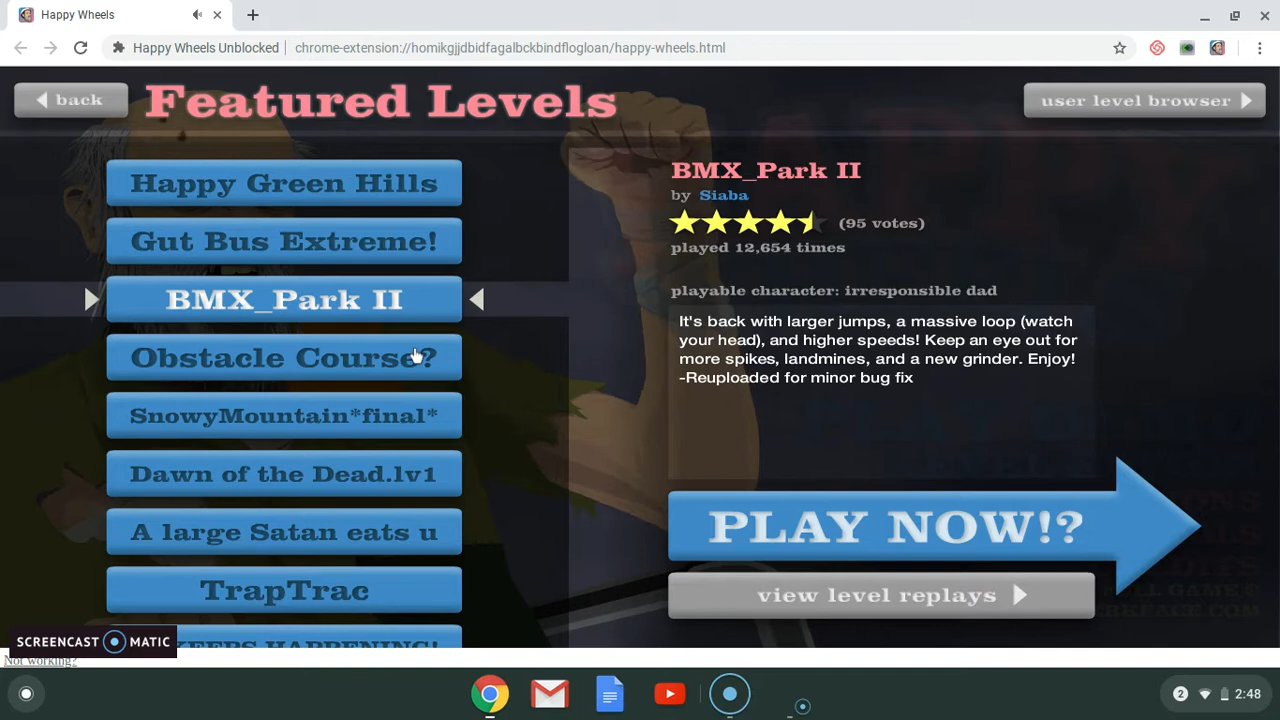 Happy Wheels
Happy Wheels Unblocked chrome-extension://homikgjjdbidfagalbckbindflogloan/happy-wheels.html
back Featured Levels user level browser
Happy Green Hills
Gut Bus Extreme!
BMX_Park II
Obstacle Course?
SnowyMountain*final*
Dawn of the Dead.lv1
A large Satan eats u
TrapTrac
KEEPS HAPPENING!
BMX_Park II
by Siaba
(95 votes)
played 12,654 times
playable character: irresponsible dad
It's back with larger jumps, a massive loop (watch
your head), and higher speeds! Keep an eye out for
more spikes, landmines, and a new grinder. Enjoy!
-Reuploaded for minor bug fix
PLAY NOW!?
view level replays
SCREENCAST MATIC
Not working?
2 2:48